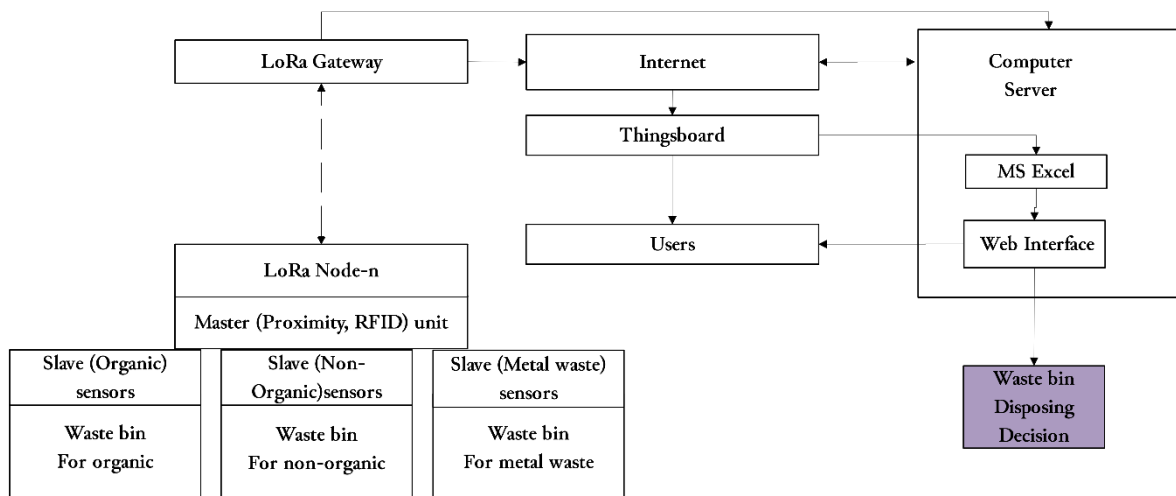 LoRa Gateway
Internet
Computer
Server
Thingsboard
MS Excel
Users
Web Interface
LoRa Node-n
Master (Proximity, RFID) unit
Slave (Organic)
sensors
Waste bin
For organic
Slave (Non-
Organic)sensors
Waste bin
For non-organic
Slave (Metal waste)
sensors
Waste bin
For metal waste
Waste bin
Disposing
Decision